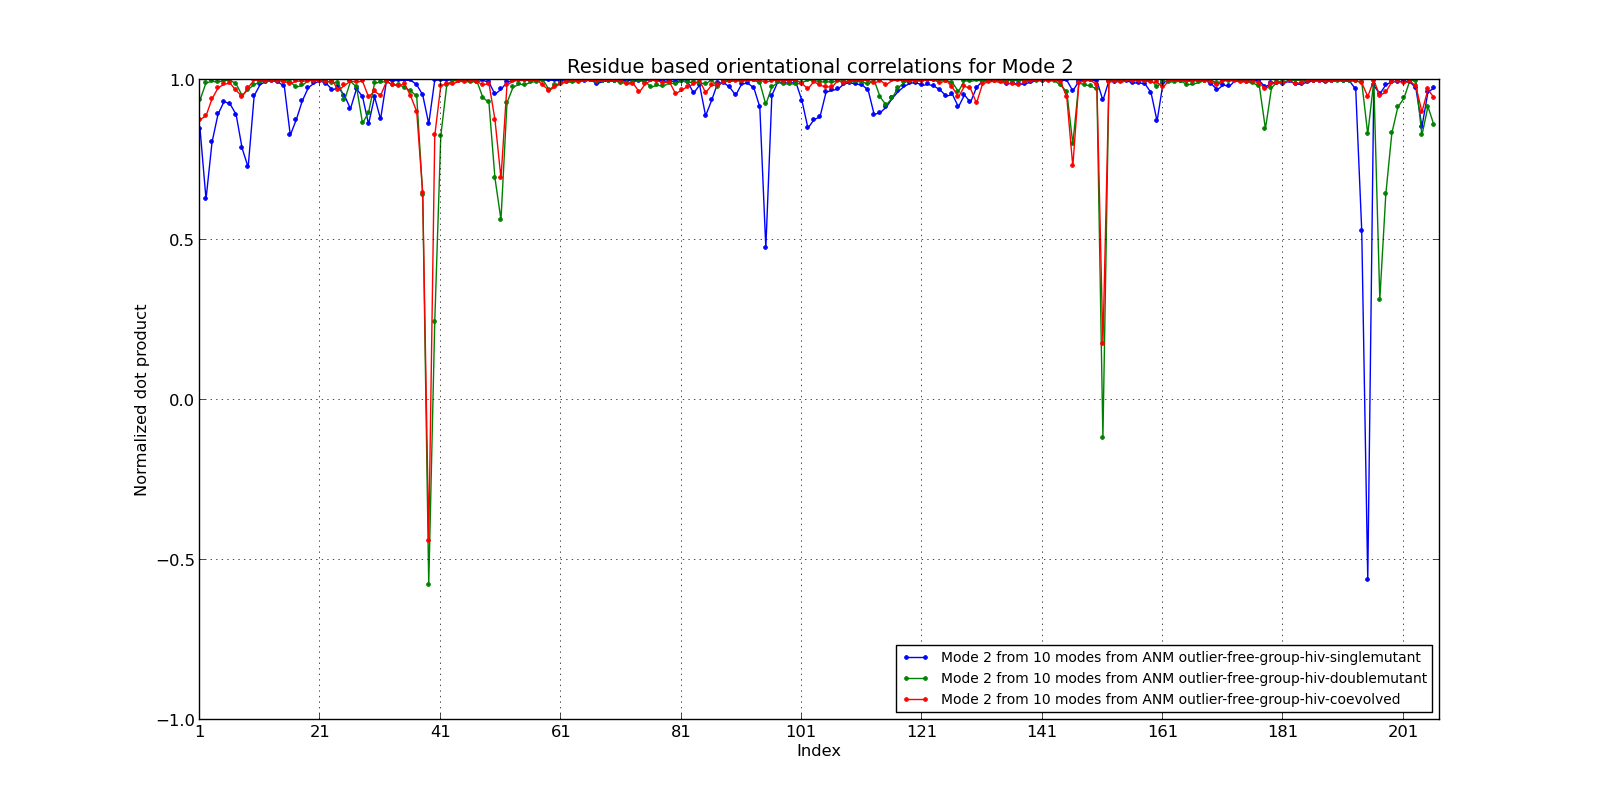 Residue based orientational correlations for Mode 2
1.0
0.5
0.0
−0.5
−1.0
Normalized dot product
1 21 41 61 81 101 121 141 161 181 201
Index
Mode 2 from 10 modes from ANM outlier-free-group-hiv-singlemutant
Mode 2 from 10 modes from ANM outlier-free-group-hiv-doublemutant
Mode 2 from 10 modes from ANM outlier-free-group-hiv-coevolved